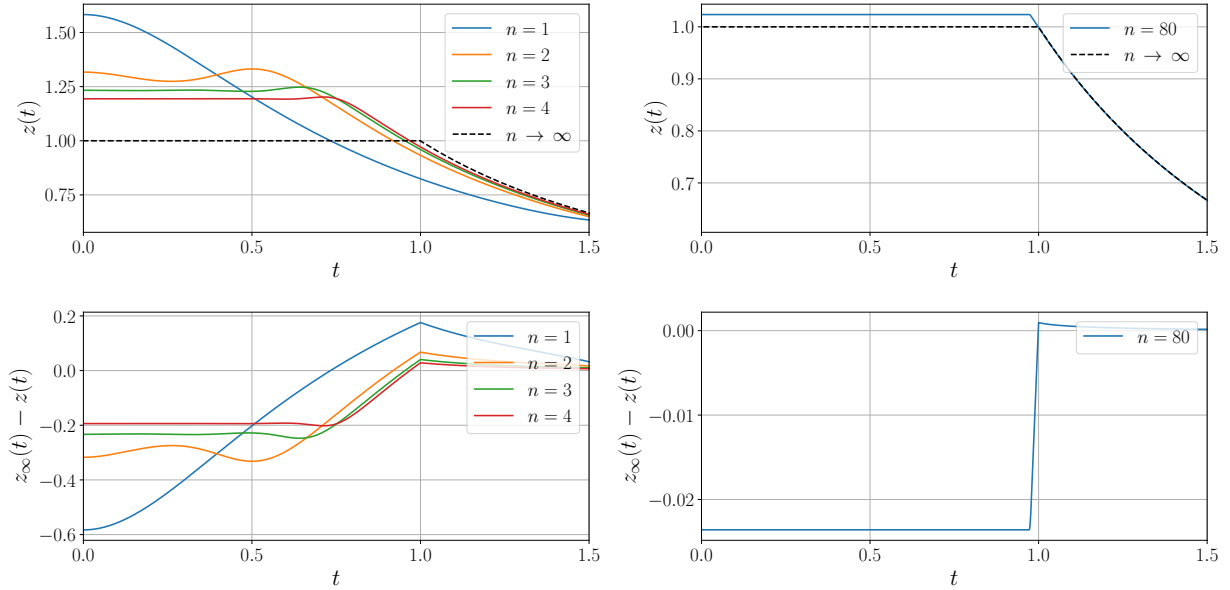 z(t)
1.50
1.25
1.00
0.75
0.0
0.5
1.0
1.5
t
n = 1
n = 2
n = 3
n = 4
n → ∞
z(t)
1.0
0.9
0.8
0.7
0.0
0.5
1.0
1.5
t
n = 80
n → ∞
z∞(t) − z(t)
0.2
0.0
−0.2
−0.4
−0.6
0.0
0.5
1.0
1.5
t
n = 1
n = 2
n = 3
n = 4
z∞(t) − z(t)
0.00
−0.01
−0.02
0.0
0.5
1.0
1.5
t
n = 80